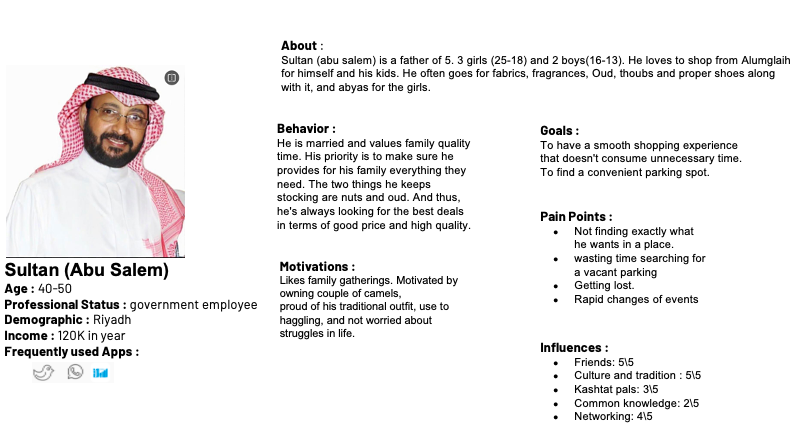 About :
Sultan (abu salem) is a father of 5. 3 girls (25-18) and 2 boys(16-13). He loves to shop from Alumglaih
for himself and his kids. He often goes for fabrics, fragrances, Oud, thoubs and proper shoes along
with it, and abyas for the girls.
Behavior :
He is married and values family quality
time. His priority is to make sure he
provides for his family everything they
need. The two things he keeps
stocking are nuts and oud. And thus,
he's always looking for the best deals
in terms of good price and high quality.
Motivations :
Likes family gatherings. Motivated by
owning couple of camels,
proud of his traditional outfit, use to
haggling, and not worried about
struggles in life.
Goals :
To have a smooth shopping experience
that doesn't consume unnecessary time.
To find a convenient parking spot.
Pain Points :
• Not finding exactly what
he wants in a place.
• wasting time searching for
a vacant parking
• Getting lost.
• Rapid changes of events
Influences :
• Friends: 5\5
• Culture and tradition : 5\5
• Kashtat pals: 3\5
• Common knowledge: 2\5
• Networking: 4\5
Sultan (Abu Salem)
Age : 40-50
Professional Status : government employee
Demographic : Riyadh
Income : 120K in year
Frequently used Apps :